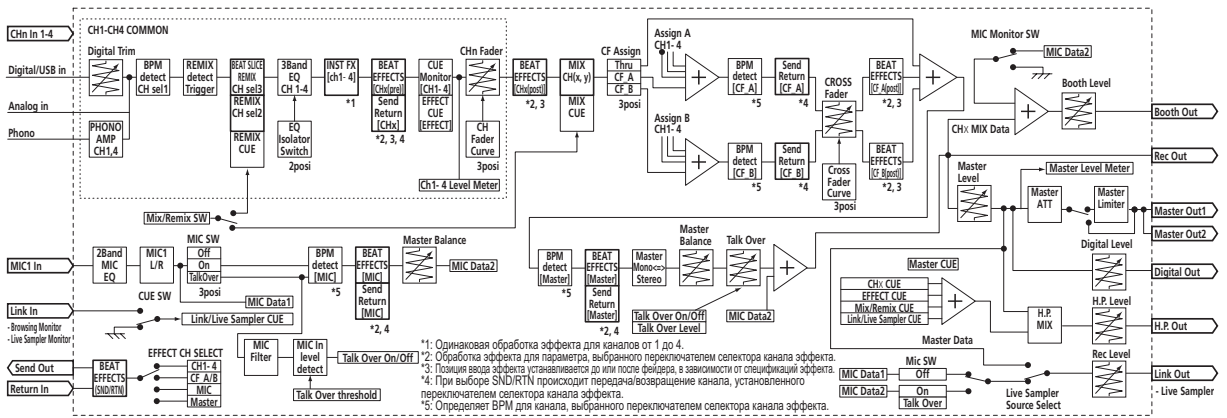 CHn In 1-4
Digital/USB in
Analog in
Phono
CH1-CH4 COMMON
Digital Trim
PHONO
AMP
CH1,4
BPM
detect
CH sel1
REMIX
detect
Trigger
BEAT SLICE
REMIX
CH sel3
REMIX
CH sel2
REMIX
CUE
3Band
EQ
CH 1-4
EQ
Isolator
Switch
2posi
INST FX
[ch1- 4]
*1
BEAT
EFFECTS
[CHx(pre)]
Send
Return
[CHx]
*2, 3, 4
CUE
Monitor
[CH1- 4]
EFFECT
CUE
[EFFECT]
CHn Fader
CH
Fader
Curve
3posi
Ch1- 4 Level Meter
BEAT
EFFECTS
[CHx(post)]
*2, 3
MIX
CH(x, y)
MIX
CUE
CF Assign
Thru
CF_A
CF_B
3posi
Assign A
CH1- 4
Assign B
CH1- 4
BPM
detect
[CF_A]
*5
Send
Return
[CF_A]
*4
BPM
detect
[CF_B]
*5
Send
Return
[CF_B]
*4
CROSS
Fader
Cross
Fader
Curve
3posi
BEAT
EFFECTS
[CF_A(post)]
*2, 3
BEAT
EFFECTS
[CF_B(post)]
*2, 3
MIC Monitor SW
MIC Data2
CHX MIX Data
Booth Level
Booth Out
Rec Out
Master
Level
Master Level Meter
Master
ATT
Master
Limiter
Master Out1
Master Out2
Digital Level
Digital Out
Mix/Remix SW
MIC1 In
2Band
MIC
EQ
MIC1
L/R
MIC SW
Off
On
TalkOver
3posi
BPM
detect
[MIC]
*5
BEAT
EFFECTS
[MIC]
Send
Return
[MIC]
*2, 4
Master Balance
MIC Data2
MIC Data1
BPM
detect
[Master]
*5
BEAT
EFFECTS
[Master]
Send
Return
[Master]
*2, 4
Master
Mono<=>
Stereo
Master
Balance
Talk Over
Talk Over On/Off
Talk Over Level
MIC Data2
Master CUE
CHX CUE
EFFECT CUE
Mix/Remix CUE
Link/Live Sampler CUE
H.P.
MIX
H.P. Level
H.P. Out
Master Data
Link In
- Browsing Monitor
- Live Sampler Monitor
CUE SW
Link/Live Sampler CUE
Send Out
Return In
BEAT
EFFECTS
(SND/RTN)
EFFECT CH SELECT
CH1- 4
CF_A/B
MIC
Master
MIC
Filter
MIC In
level
detect
Talk Over On/Off
Talk Over threshold
*1: Одинаковая обработка эффекта для каналов от 1 до 4.
*2: Обработка эффекта для параметра, выбранного переключателем селектора канала эффекта.
*3: Позиция ввода эффекта устанавливается до или после фейдера, в зависимости от спецификаций эффекта.
*4: При выборе SND/RTN происходит передача/возвращение канала, установленного
переключателем селектора канала эффекта.
*5: Определяет BPM для канала, выбранного переключателем селектора канала эффекта.
Mic SW
MIC Data1
Off
MIC Data2
On
Talk Over
Live Sampler
Source Select
Rec Level
Link Out
- Live Sampler